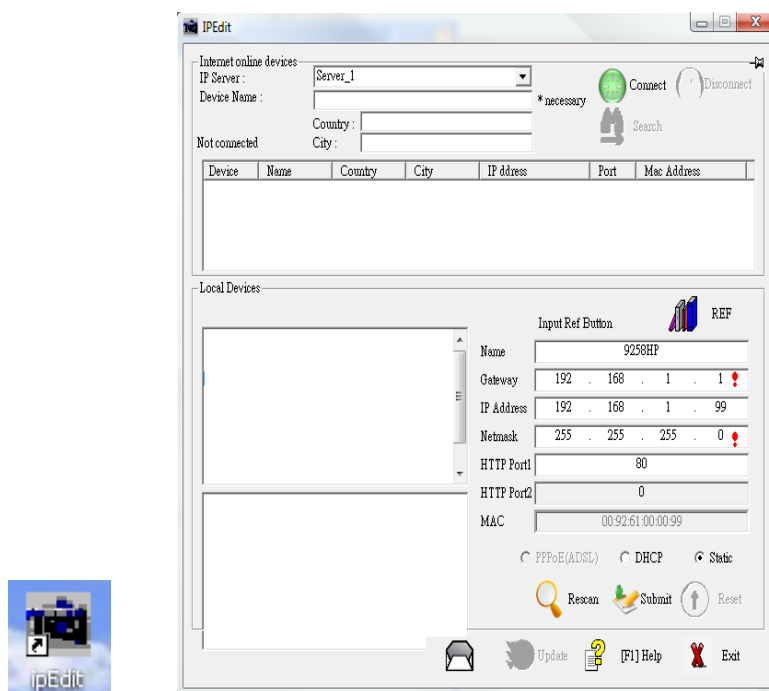 IPEdit
Internet online devices
IP Server :
Server_1
Connect
Disconnect
Device Name :
* necessary
Country :
Search
Not connected
City :
Device Name Country City IP ddress Port Mac Address
Local Devices
Input Ref Button
REF
Name 9258HP
Gateway 192 . 168 . 1 . 1
IP Address 192 . 168 . 1 . 99
Netmask 255 . 255 . 255 . 0
HTTP Port1 80
HTTP Port2 0
MAC 00:92:61:00:00:99
PPPoE(ADSL) DHCP Static
Rescan Submit Reset
Update [F1] Help Exit
ipEdit